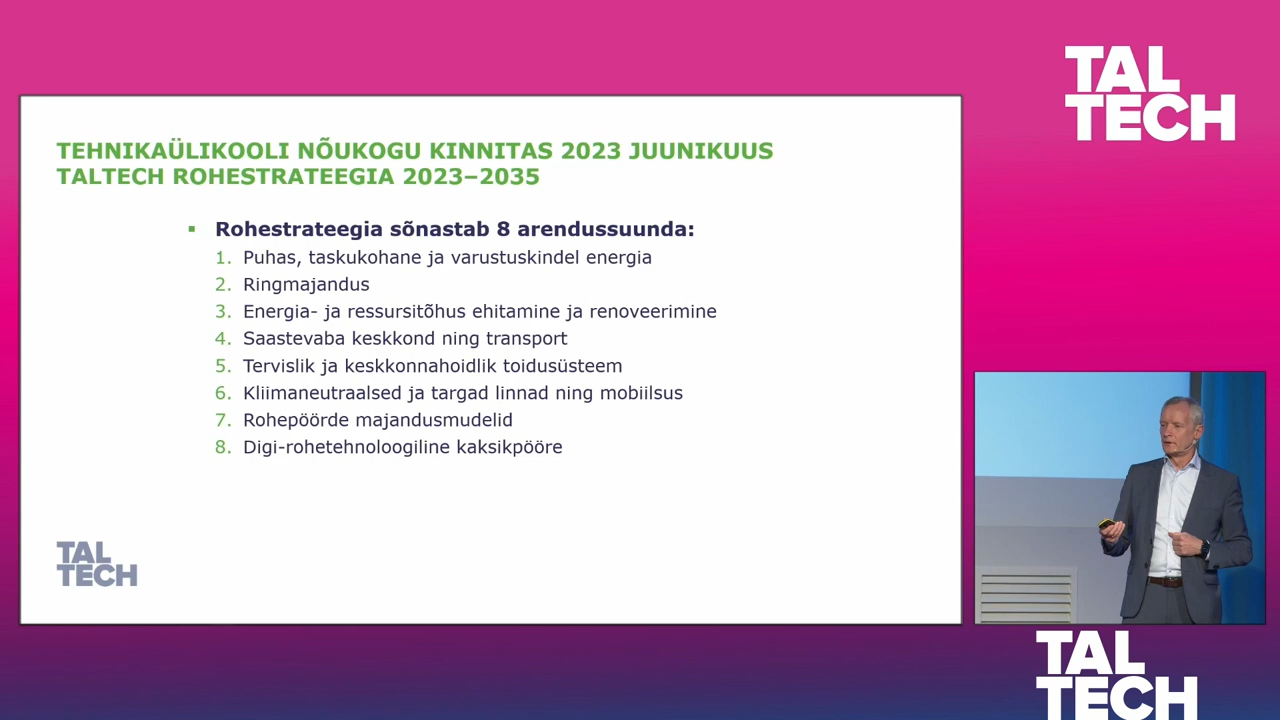 TAL
TECH
TEHNIKAÜLIKOOLI NÕUKOGU KINNITAS 2023 JUUNIKUUS
TALTECH ROHESTRATEEGIA 2023–2035
▪ Rohestrateegia sõnastab 8 arendussuunda:
1. Puhas, taskukohane ja varustuskindel energia
2. Ringmajandus
3. Energia- ja ressursitõhus ehitamine ja renoveerimine
4. Saastevaba keskkond ning transport
5. Tervislik ja keskkonnahoidlik toidusüsteem
6. Kliimaneutraalsed ja targad linnad ning mobiilsus
7. Rohepöörde majandusmudelid
8. Digi-rohetehnoloogiline kaksikpööre
TAL
TECH
TAL
TECH